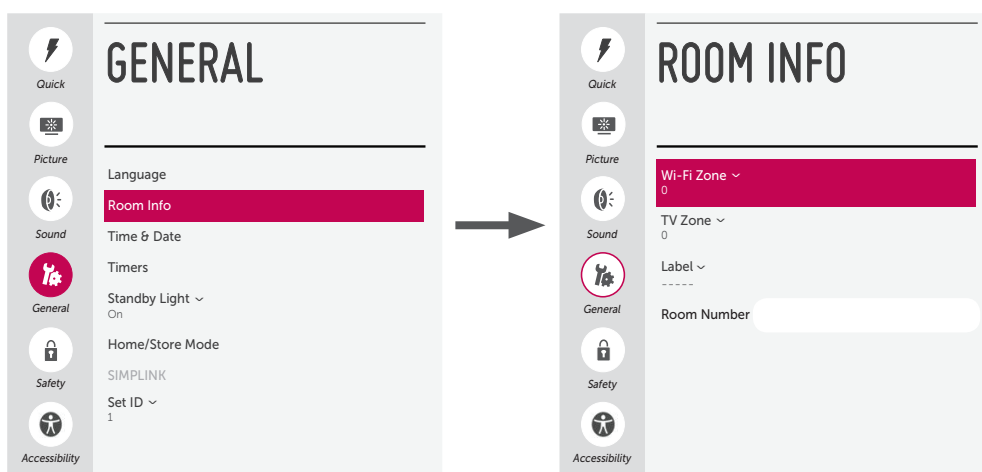 Quick
Picture
Sound
General
Safety
Accessibility
GENERAL
Language
Room Info
Time & Date
Timers
Standby Light
On
Home/Store Mode
SIMPLINK
Set ID
1
Quick
Picture
Sound
General
Safety
Accessibility
ROOM INFO
Wi-Fi Zone
0
TV Zone
0
Label
-----
Room Number